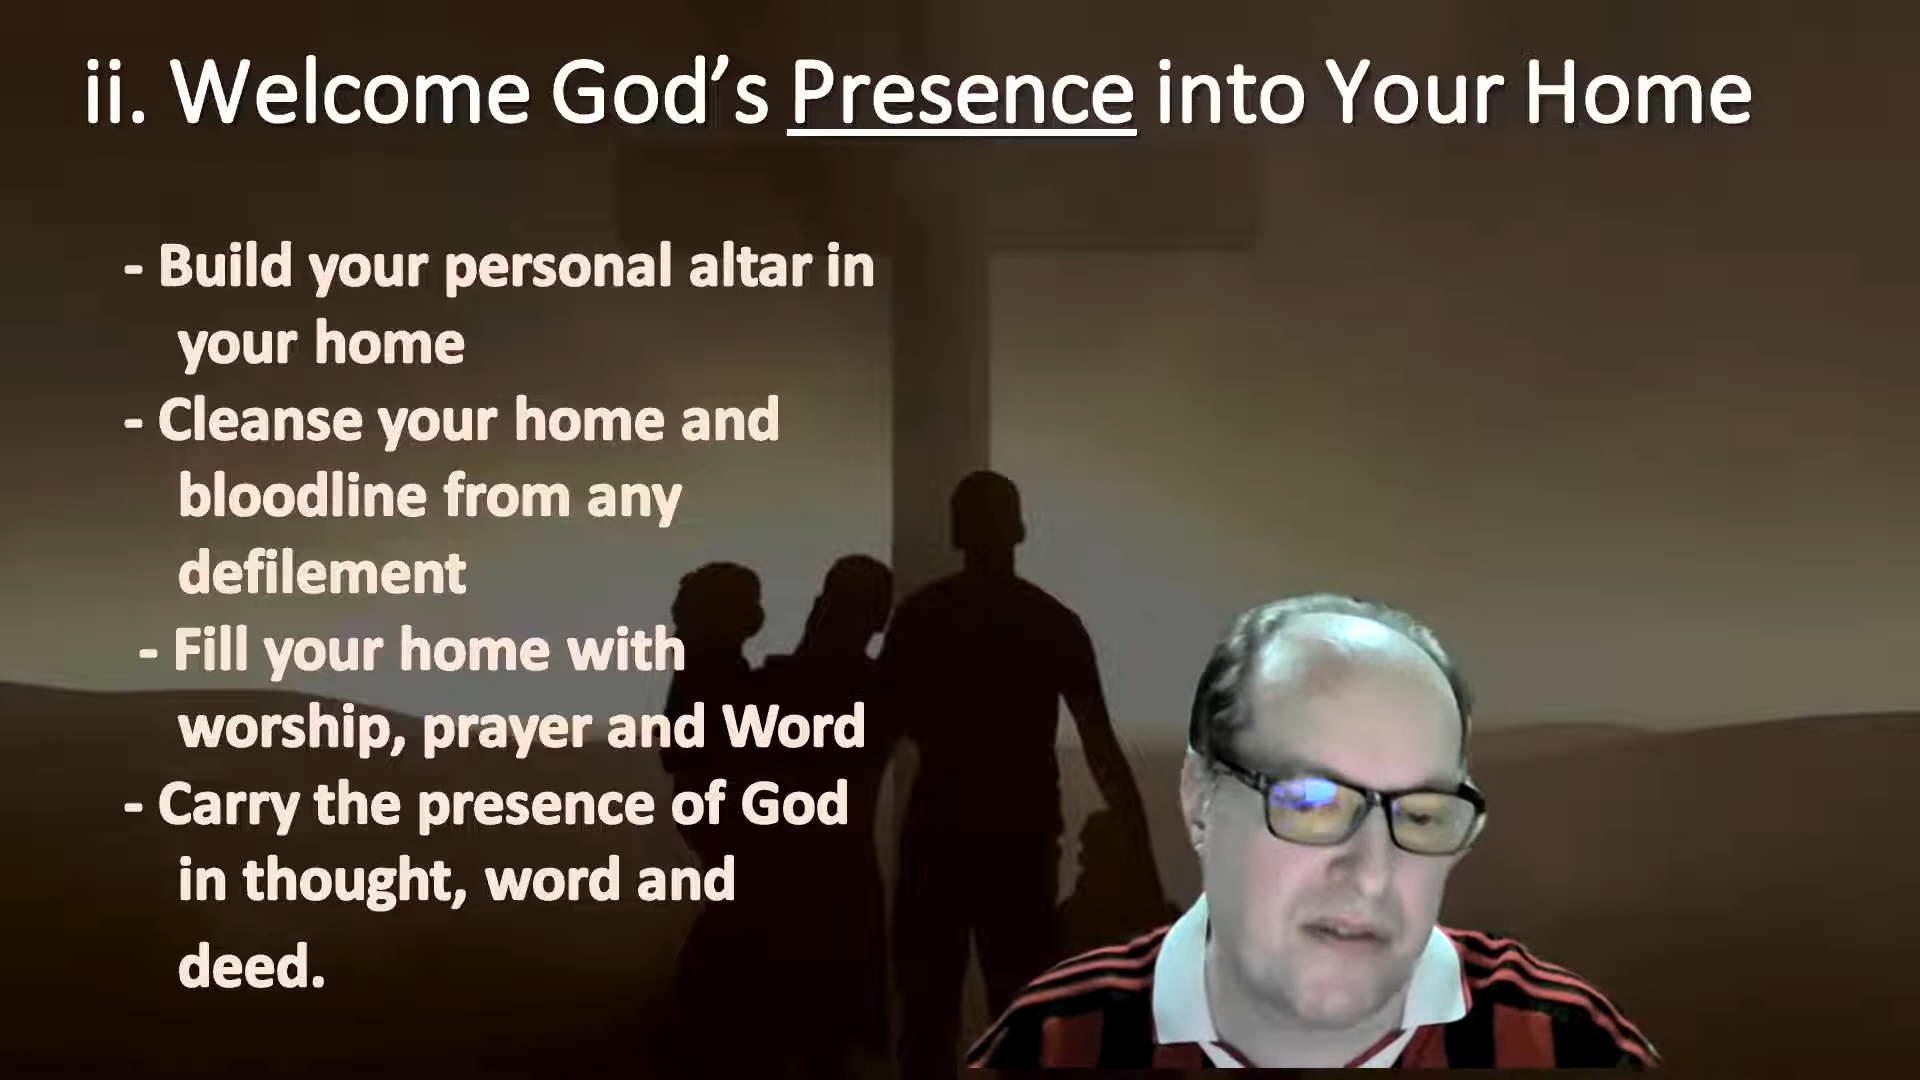 ii. Welcome God’s Presence into Your Home
- Build your personal altar in
your home
- Cleanse your home and
bloodline from any
defilement
- Fill your home with
worship, prayer and Word
- Carry the presence of God
in thought, word and
deed.